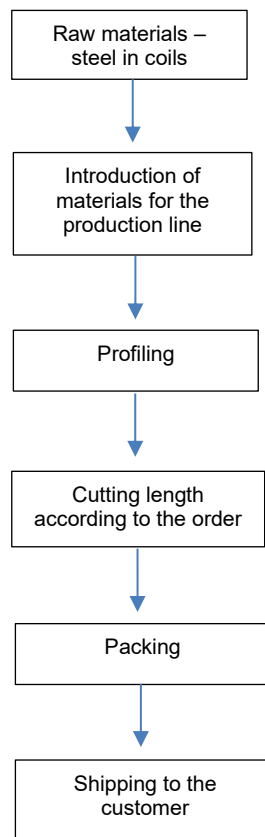 Raw materials –
steel in coils
Introduction of
materials for the
production line
Profiling
Cutting length
according to the order
Packing
Shipping to the
customer